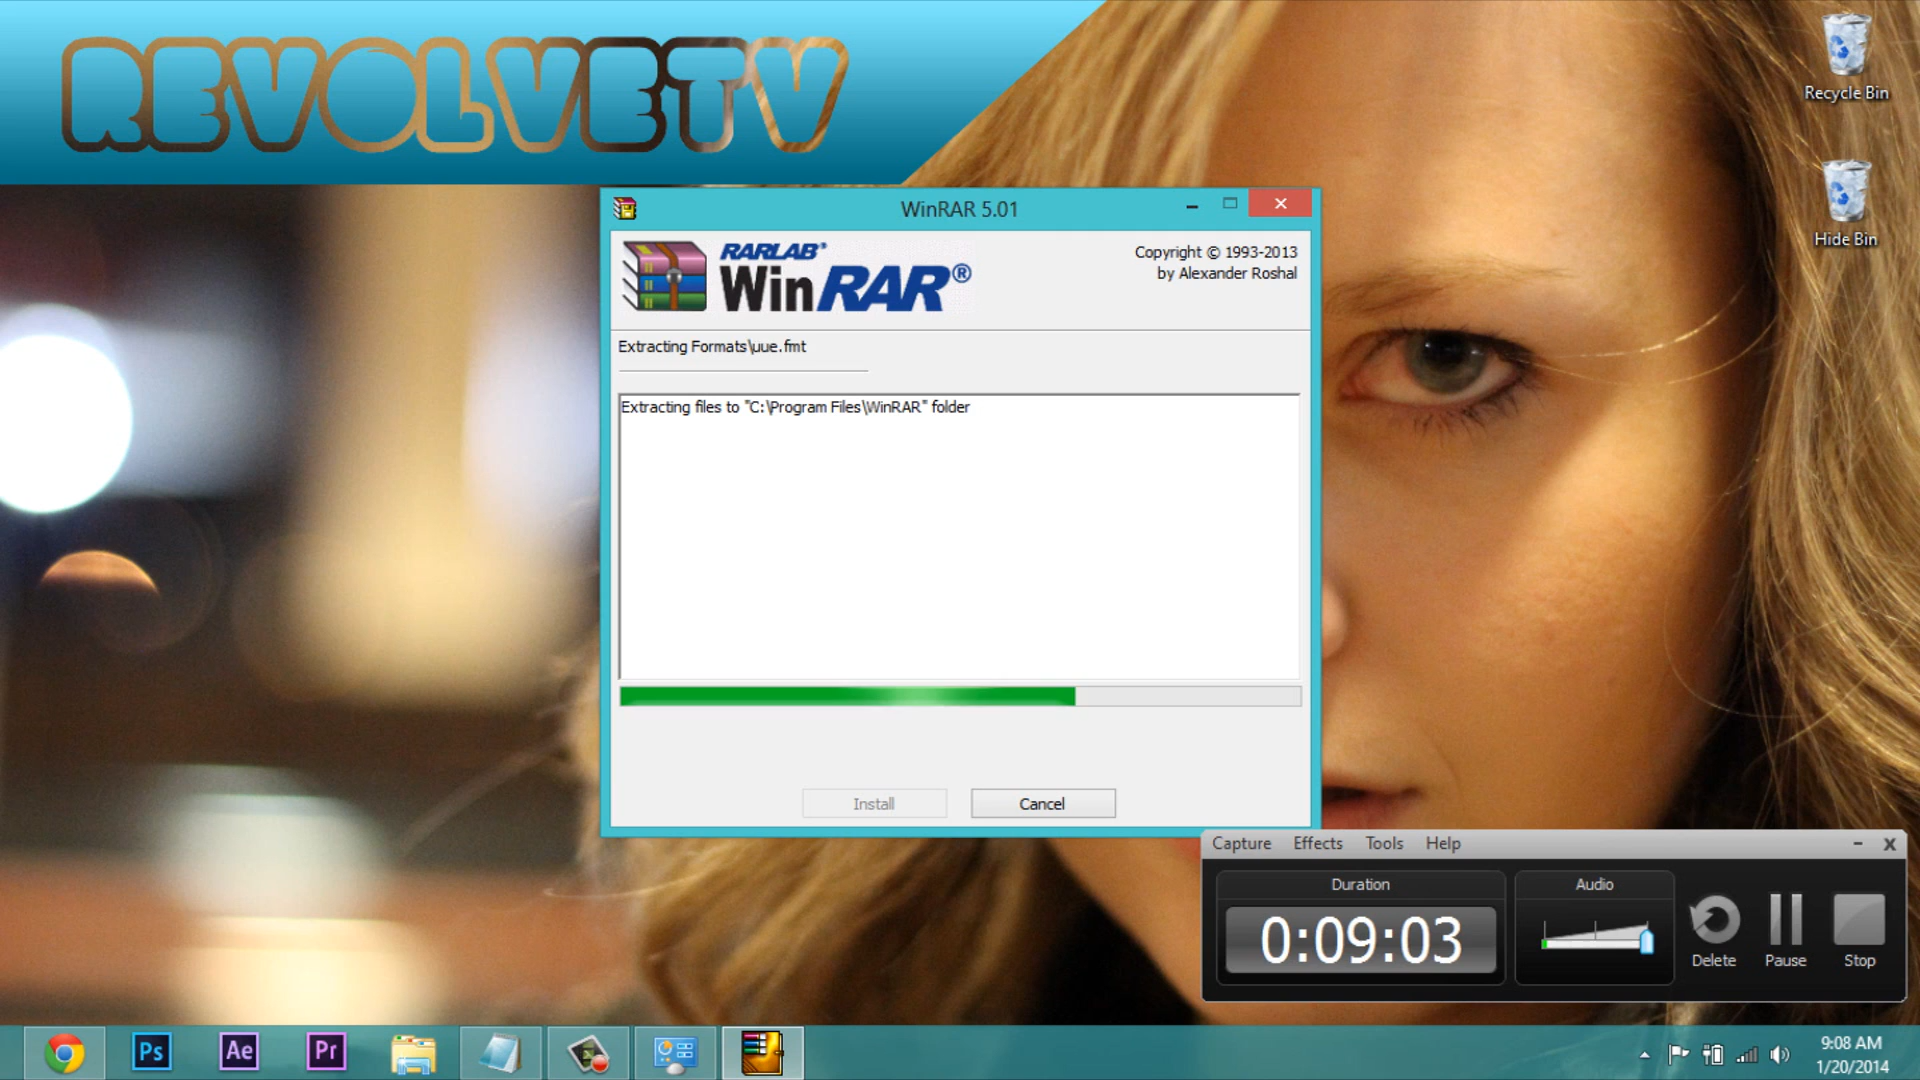 REVOLVETV
Recycle Bin
Hide Bin
WinRAR 5.01
RARLAB®
WinRAR®
Copyright © 1993-2013
by Alexander Roshal
Extracting Formats\uue.fmt
Extracting files to "C:\Program Files\WinRAR" folder
Install
Cancel
Capture
Effects
Tools
Help
Duration
Audio
0:09:03
Delete
Pause
Stop
Ps
Ae
Pr
9:08 AM
1/20/2014